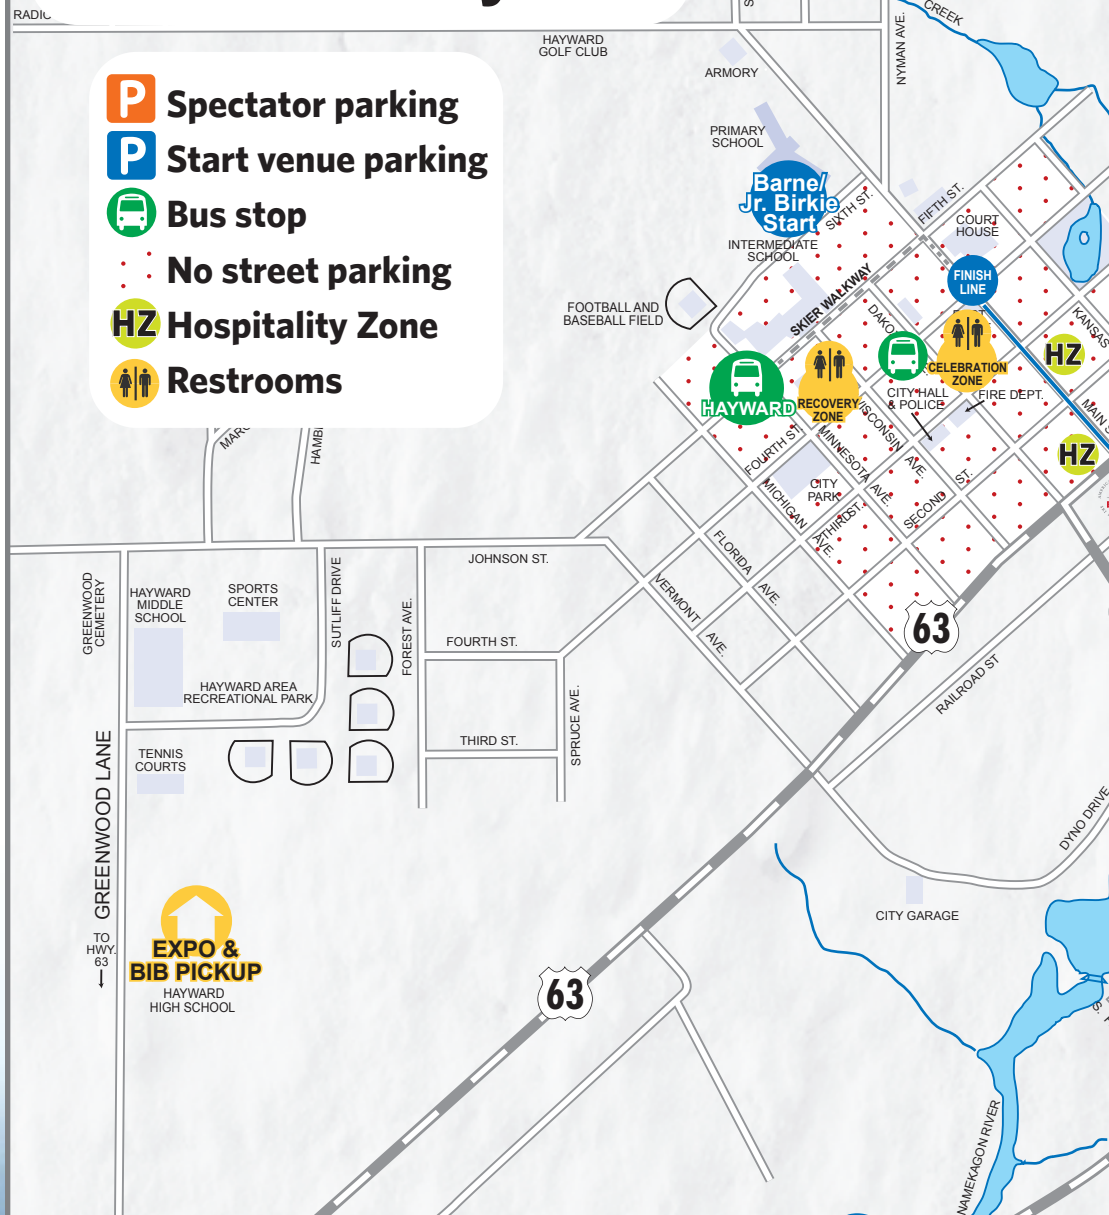 CREEK
HAYWARD
GOLF CLUB
NYMAN AVE.
ARMORY
P Spectator parking
P Start venue parking
Bus stop
No street parking
HZ Hospitality Zone
Restrooms
PRIMARY
SCHOOL
Barne/
Jr. Birkie
Start
SIXTH ST.
FIFTH ST.
COURT
HOUSE
INTERMEDIATE
SCHOOL
SKIER WALKWAY
FINISH
LINE
FOOTBALL AND
BASEBALL FIELD
KANSAS
HZ
CELEBRATION
ZONE
HAYWARD
RECOVERY
ZONE
CITY HALL
& POLICE
FIRE DEPT.
WISCONSIN AVE.
MAIN
HZ
FOURTH ST.
MINNESOTA AVE.
CITY
PARK
MICHIGAN AVE.
THIRD ST.
SECOND ST.
JOHNSON ST.
FLORIDA AVE.
VERMONT AVE.
GREENWOOD
CEMETERY
HAYWARD
MIDDLE
SCHOOL
SPORTS
CENTER
SUTLIFF DRIVE
FOREST AVE.
63
FOURTH ST.
HAYWARD AREA
RECREATIONAL PARK
RAILROAD ST
SPRUCE AVE.
THIRD ST.
TENNIS
COURTS
GREENWOOD LANE
DYNO DRIVE
CITY GARAGE
TO
HWY.
63
EXPO &
BIB PICKUP
HAYWARD
HIGH SCHOOL
63
NAMEKAGON RIVER